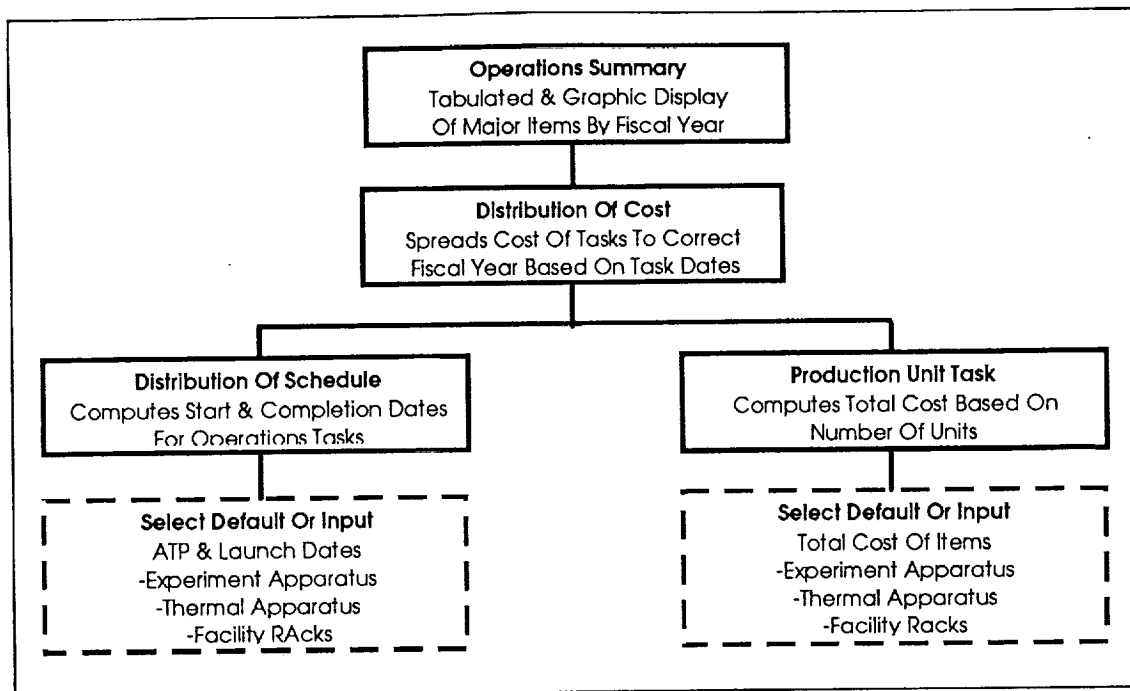 Operations Summary
Tabulated & Graphic Display
Of Major Items By Fiscal Year
Distribution Of Cost
Spreads Cost Of Tasks To Correct
Fiscal Year Based On Task Dates
Distribution Of Schedule
Computes Start & Completion Dates
For Operations Tasks
Production Unit Task
Computes Total Cost Based On
Number Of Units
Select Default Or Input
ATP & Launch Dates
-Experiment Apparatus
-Thermal Apparatus
-Facility RAcks
Select Default Or Input
Total Cost Of Items
-Experiment Apparatus
-Thermal Apparatus
-Facility Racks